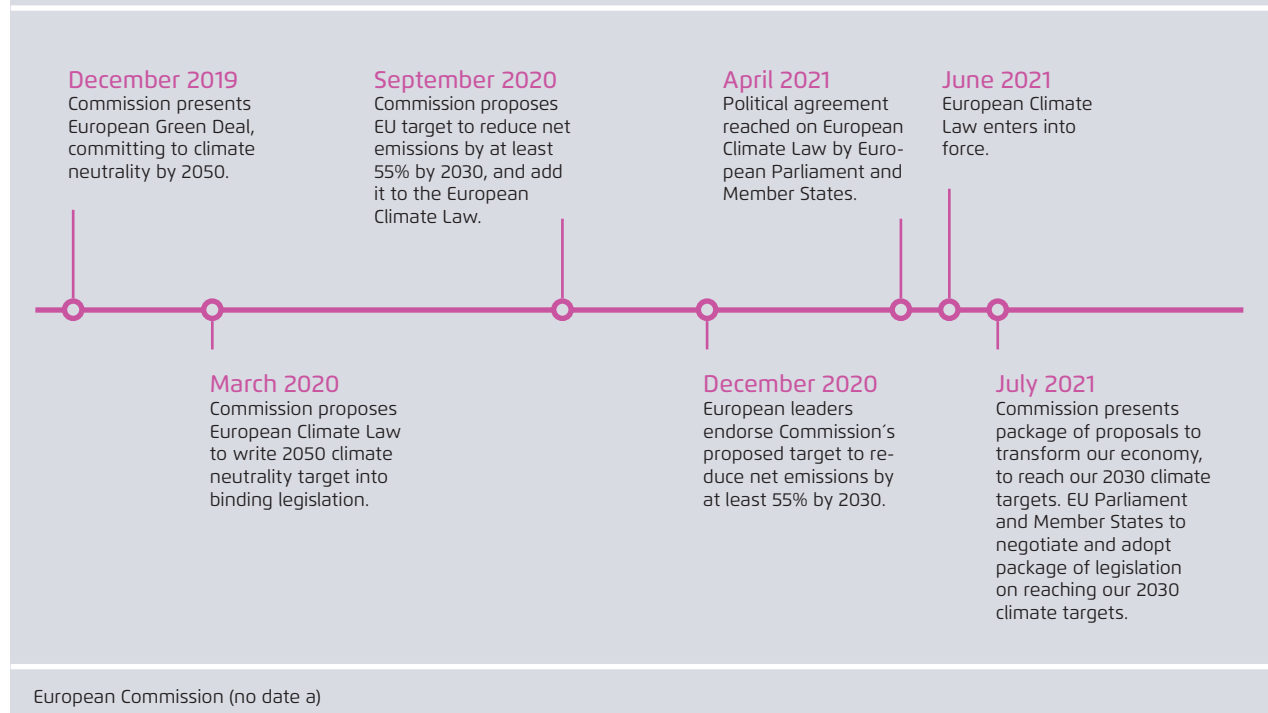 December 2019
Commission presents
European Green Deal,
committing to climate
neutrality by 2050.
September 2020
Commission proposes
EU target to reduce net
emissions by at least
55% by 2030, and add
it to the European
Climate Law.
April 2021
Political agreement
reached on European
Climate Law by Euro-
pean Parliament and
Member States.
June 2021
European Climate
Law enters into
force.
March 2020
Commission proposes
European Climate Law
to write 2050 climate
neutrality target into
binding legislation.
December 2020
European leaders
endorse Commission´s
proposed target to re-
duce net emissions by
at least 55% by 2030.
July 2021
Commission presents
package of proposals to
transform our economy,
to reach our 2030 climate
targets. EU Parliament
and Member States to
negotiate and adopt
package of legislation
on reaching our 2030
climate targets.
European Commission (no date a)